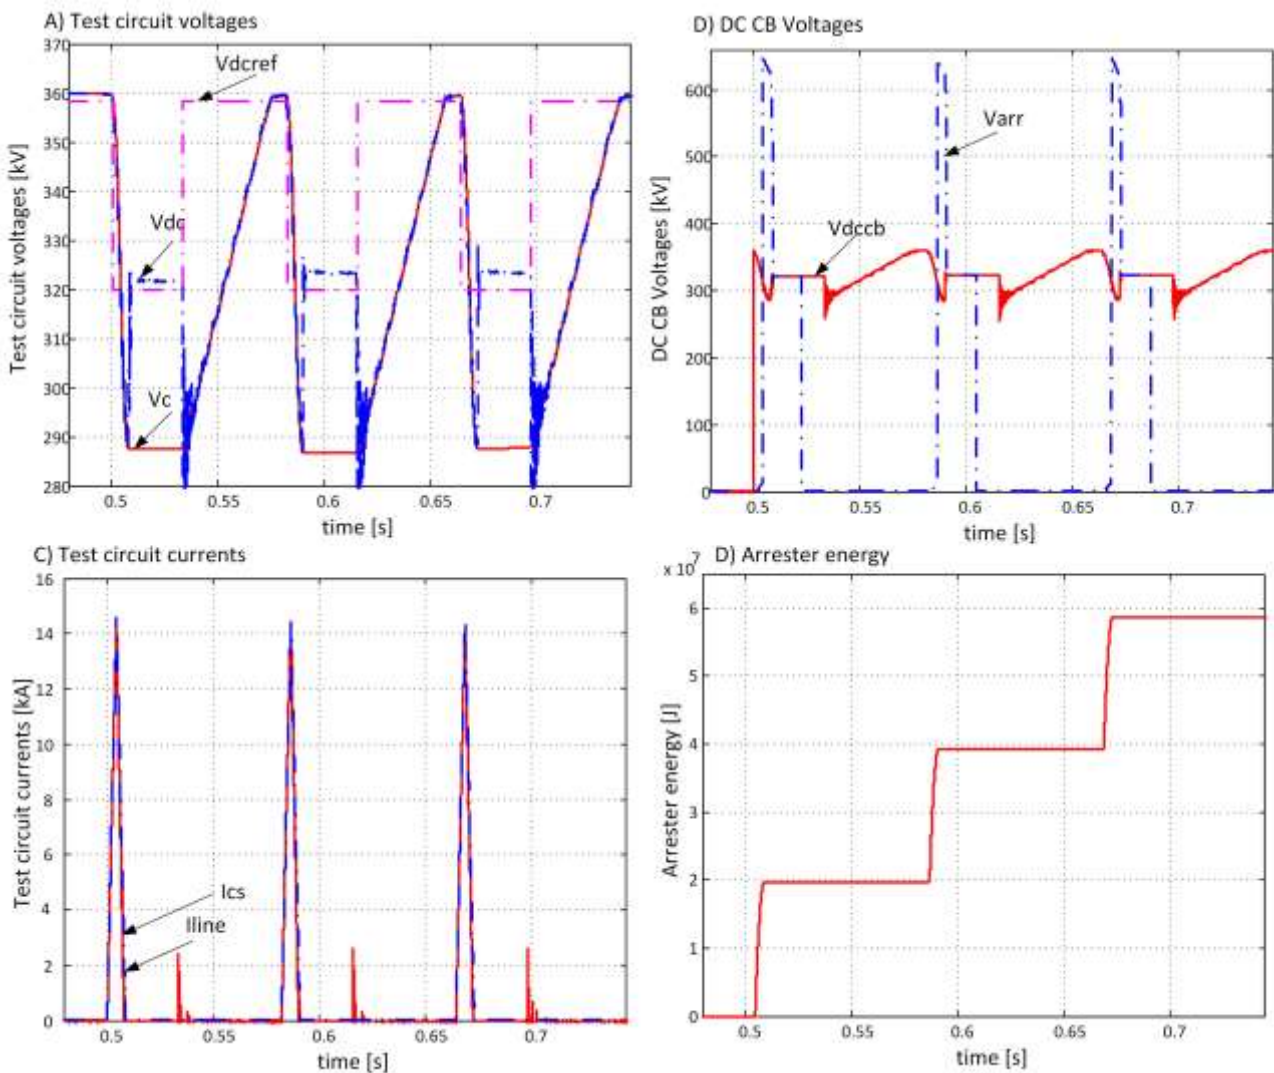 A) Test circuit voltages
370
360
350
340
330
320
310
300
290
280
Test circuit voltages [kV]
Vdcref
Vdc
Vc
0.5
0.55
0.6
0.65
0.7
time [s]
D) DC CB Voltages
600
500
400
300
200
100
0
DC CB Voltages [kV]
Varr
Vdccb
0.5
0.55
0.6
0.65
0.7
time [s]
C) Test circuit currents
16
14
12
10
8
6
4
2
0
Test circuit currents [kA]
Ics
Iline
0.5
0.55
0.6
0.65
0.7
time [s]
D) Arrester energy
x 10^7
6
5
4
3
2
1
0
Arrester energy [J]
0.5
0.55
0.6
0.65
0.7
time [s]